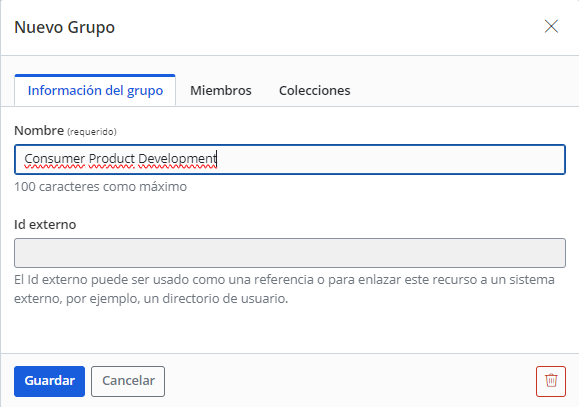 Nuevo Grupo
Información del grupo Miembros Colecciones
Nombre (requerido)
Consumer Product Development
100 caracteres como máximo
Id externo
El Id externo puede ser usado como una referencia o para enlazar este recurso a un sistema
externo, por ejemplo, un directorio de usuario.
Guardar Cancelar